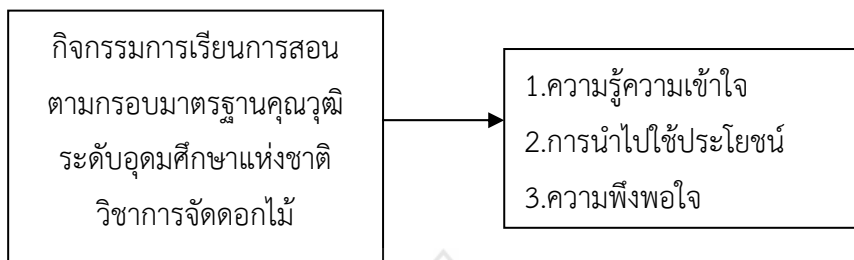 กิจกรรมการเรียนการสอน
ตามกรอบมาตรฐานคุณวุฒิ
ระดับอุดมศึกษาแห่งชาติ
วิชาการจัดดอกไม้
1.ความรู้ความเข้าใจ
2.การนำไปใช้ประโยชน์
3.ความพึงพอใจ